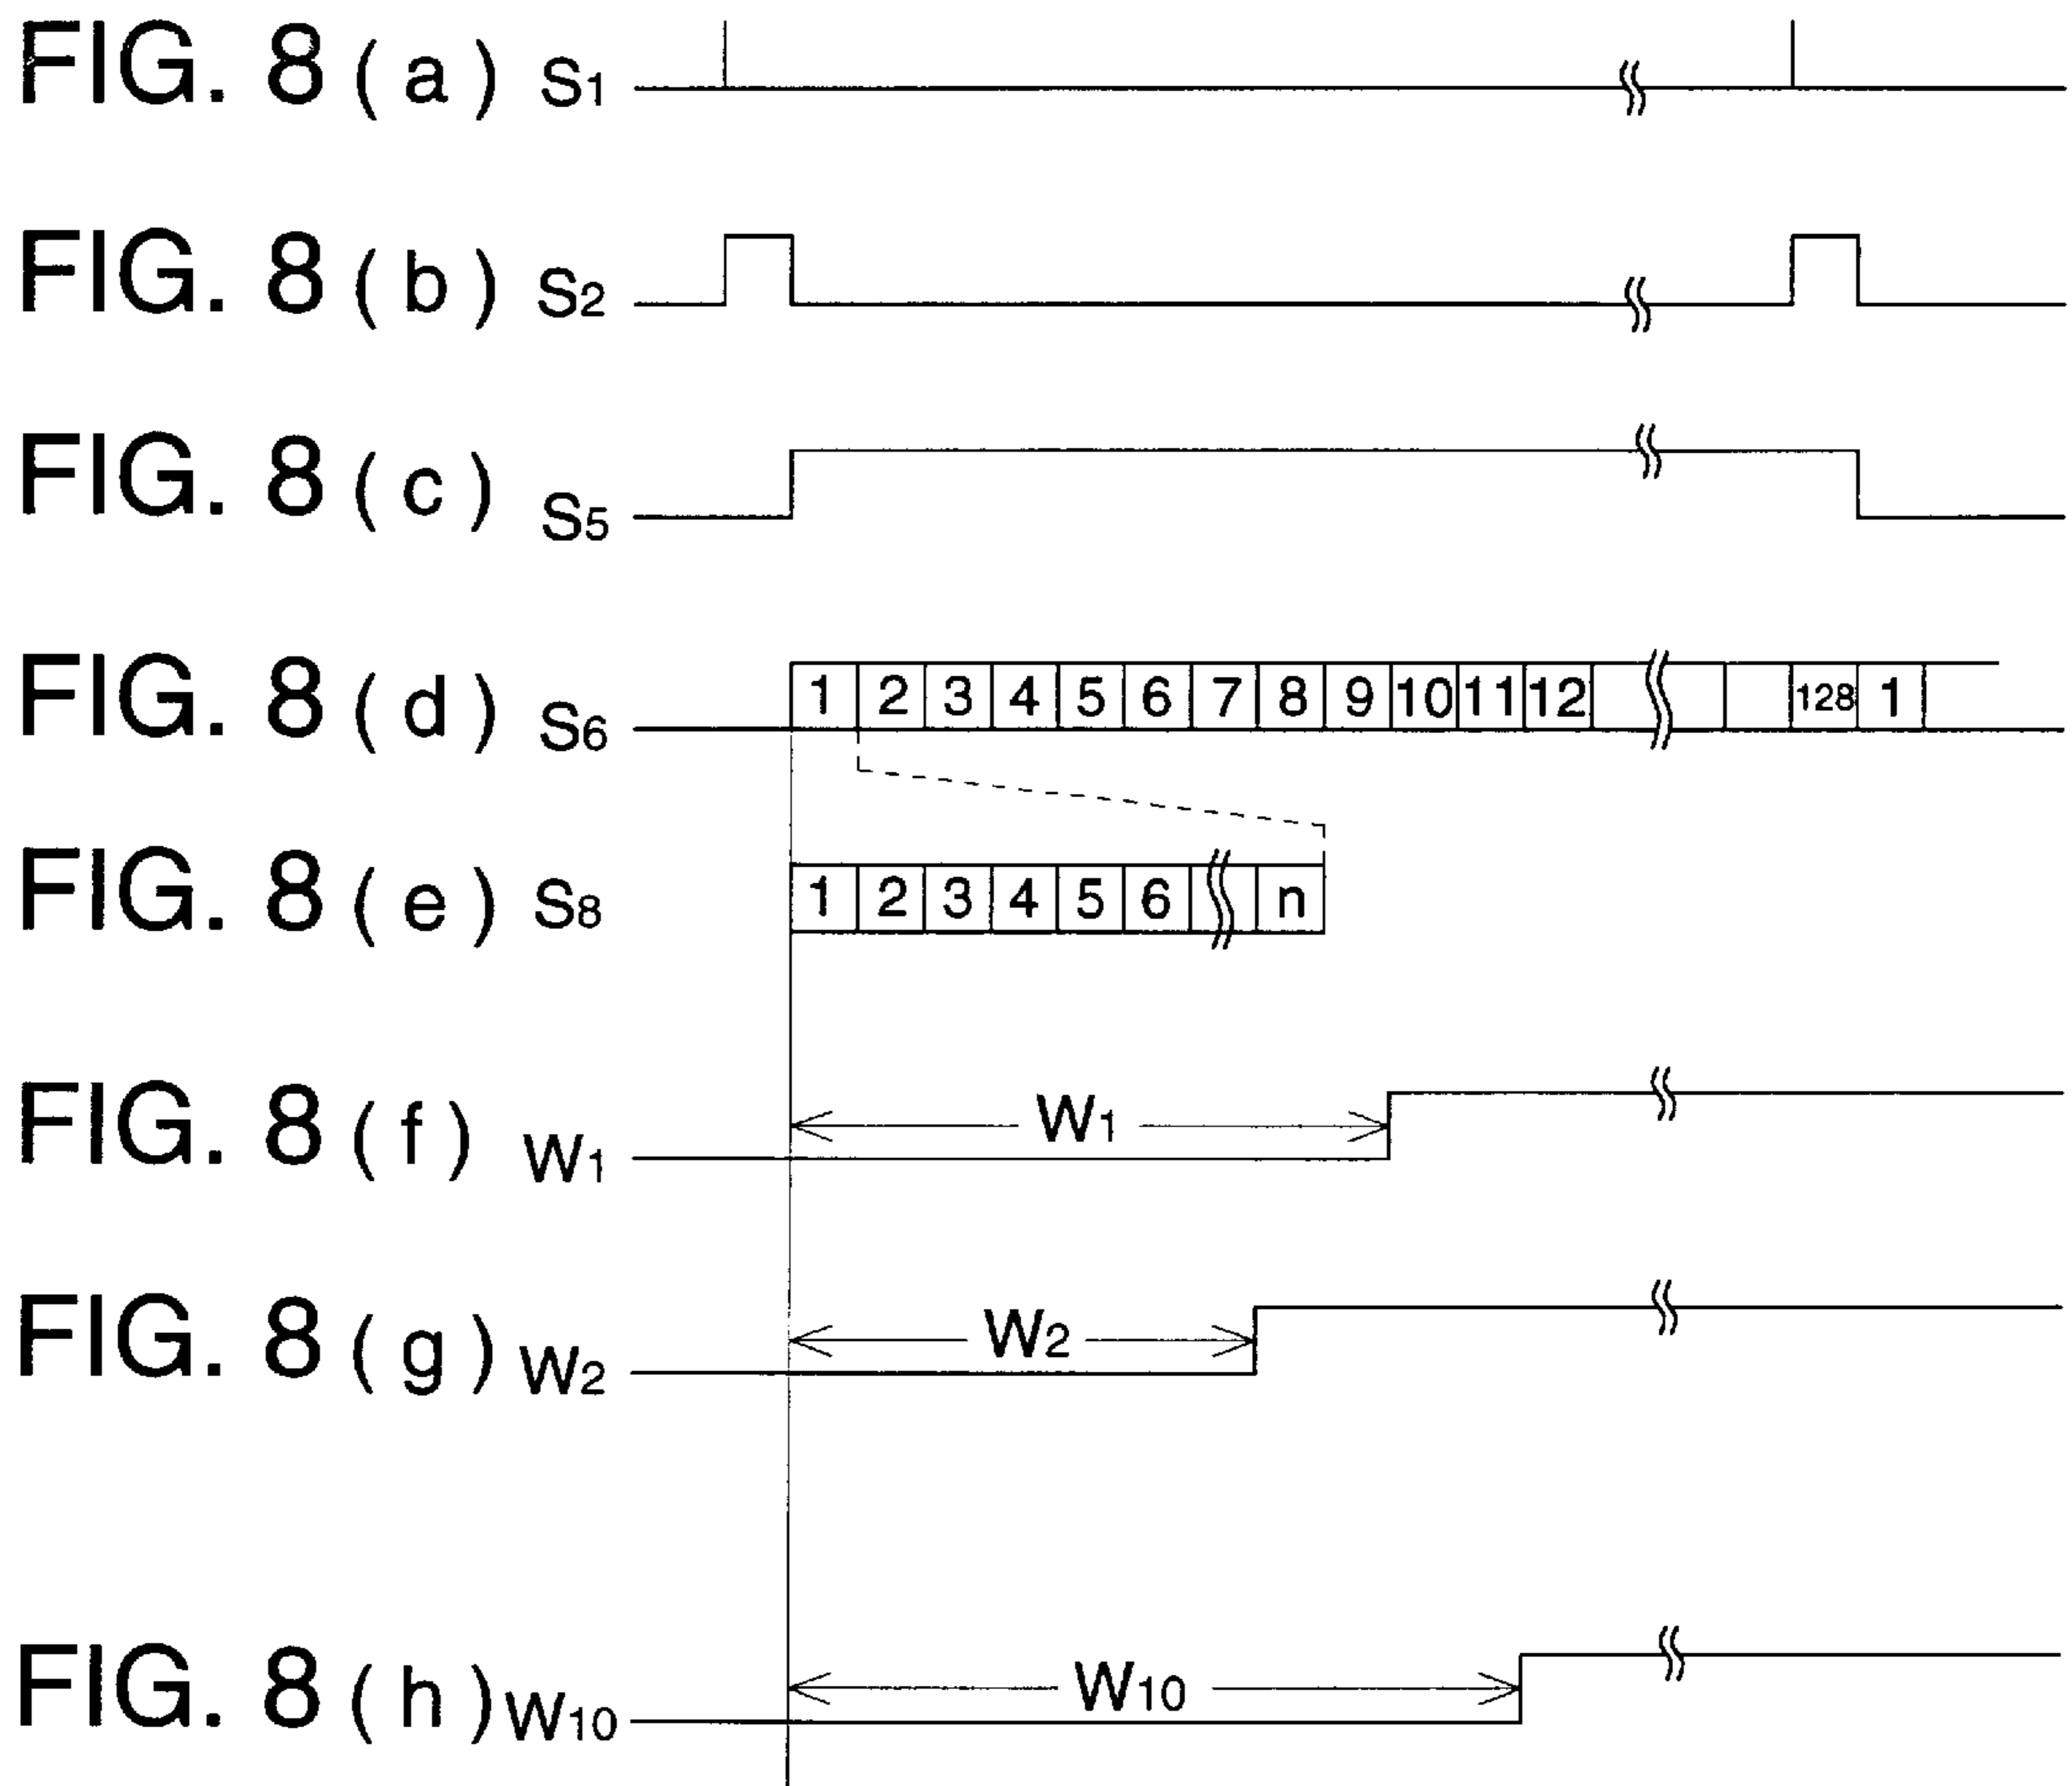 FIG. 8 (a) S1
FIG. 8 (b) S2
FIG. 8 (c) S5
FIG. 8 (d) S6 1 2 3 4 5 6 7 8 9 10 11 12 128 1
FIG. 8 (e) S8 1 2 3 4 5 6 n
FIG. 8 (f) W1 W1
FIG. 8 (g) W2 W2
FIG. 8 (h) W10 W10